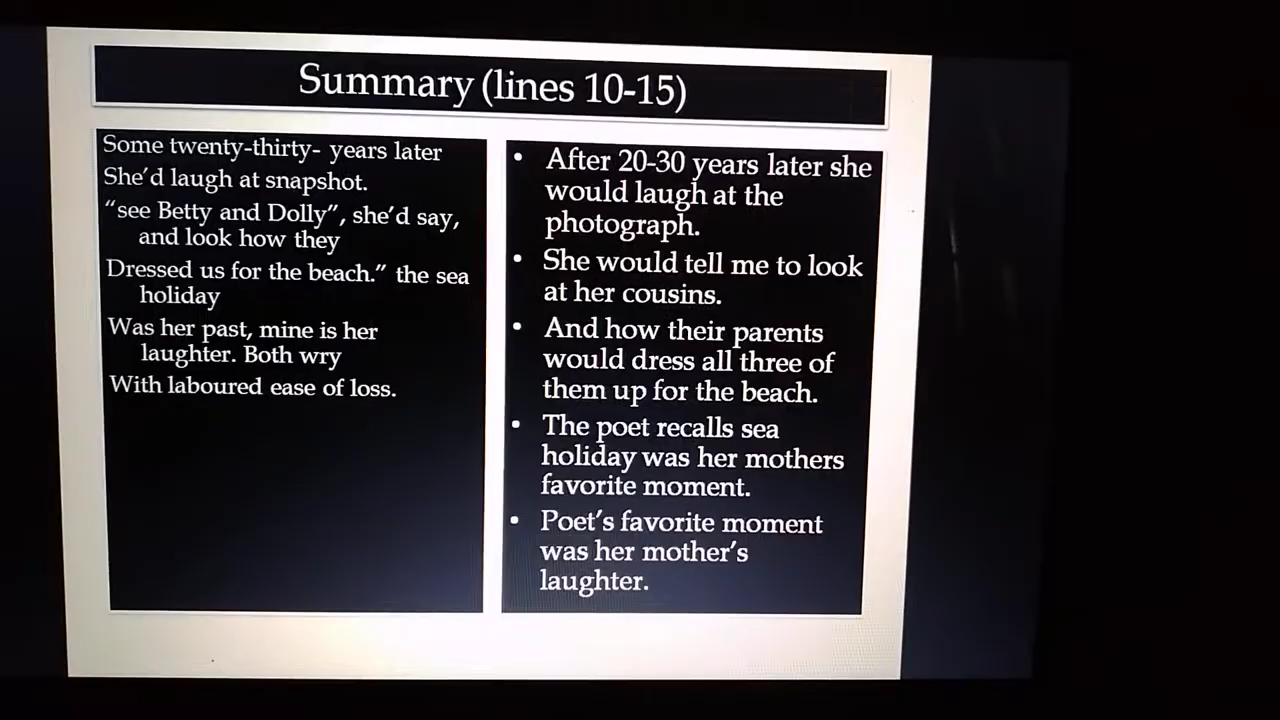 Summary (lines 10-15)
Some twenty-thirty- years later
She'd laugh at snapshot.
“see Betty and Dolly”, she'd say,
and look how they
Dressed us for the beach.” the sea
holiday
Was her past, mine is her
laughter. Both wry
With laboured ease of loss.
• After 20-30 years later she
would laugh at the
photograph.
• She would tell me to look
at her cousins.
• And how their parents
would dress all three of
them up for the beach.
• The poet recalls sea
holiday was her mothers
favorite moment.
• Poet's favorite moment
was her mother's
laughter.